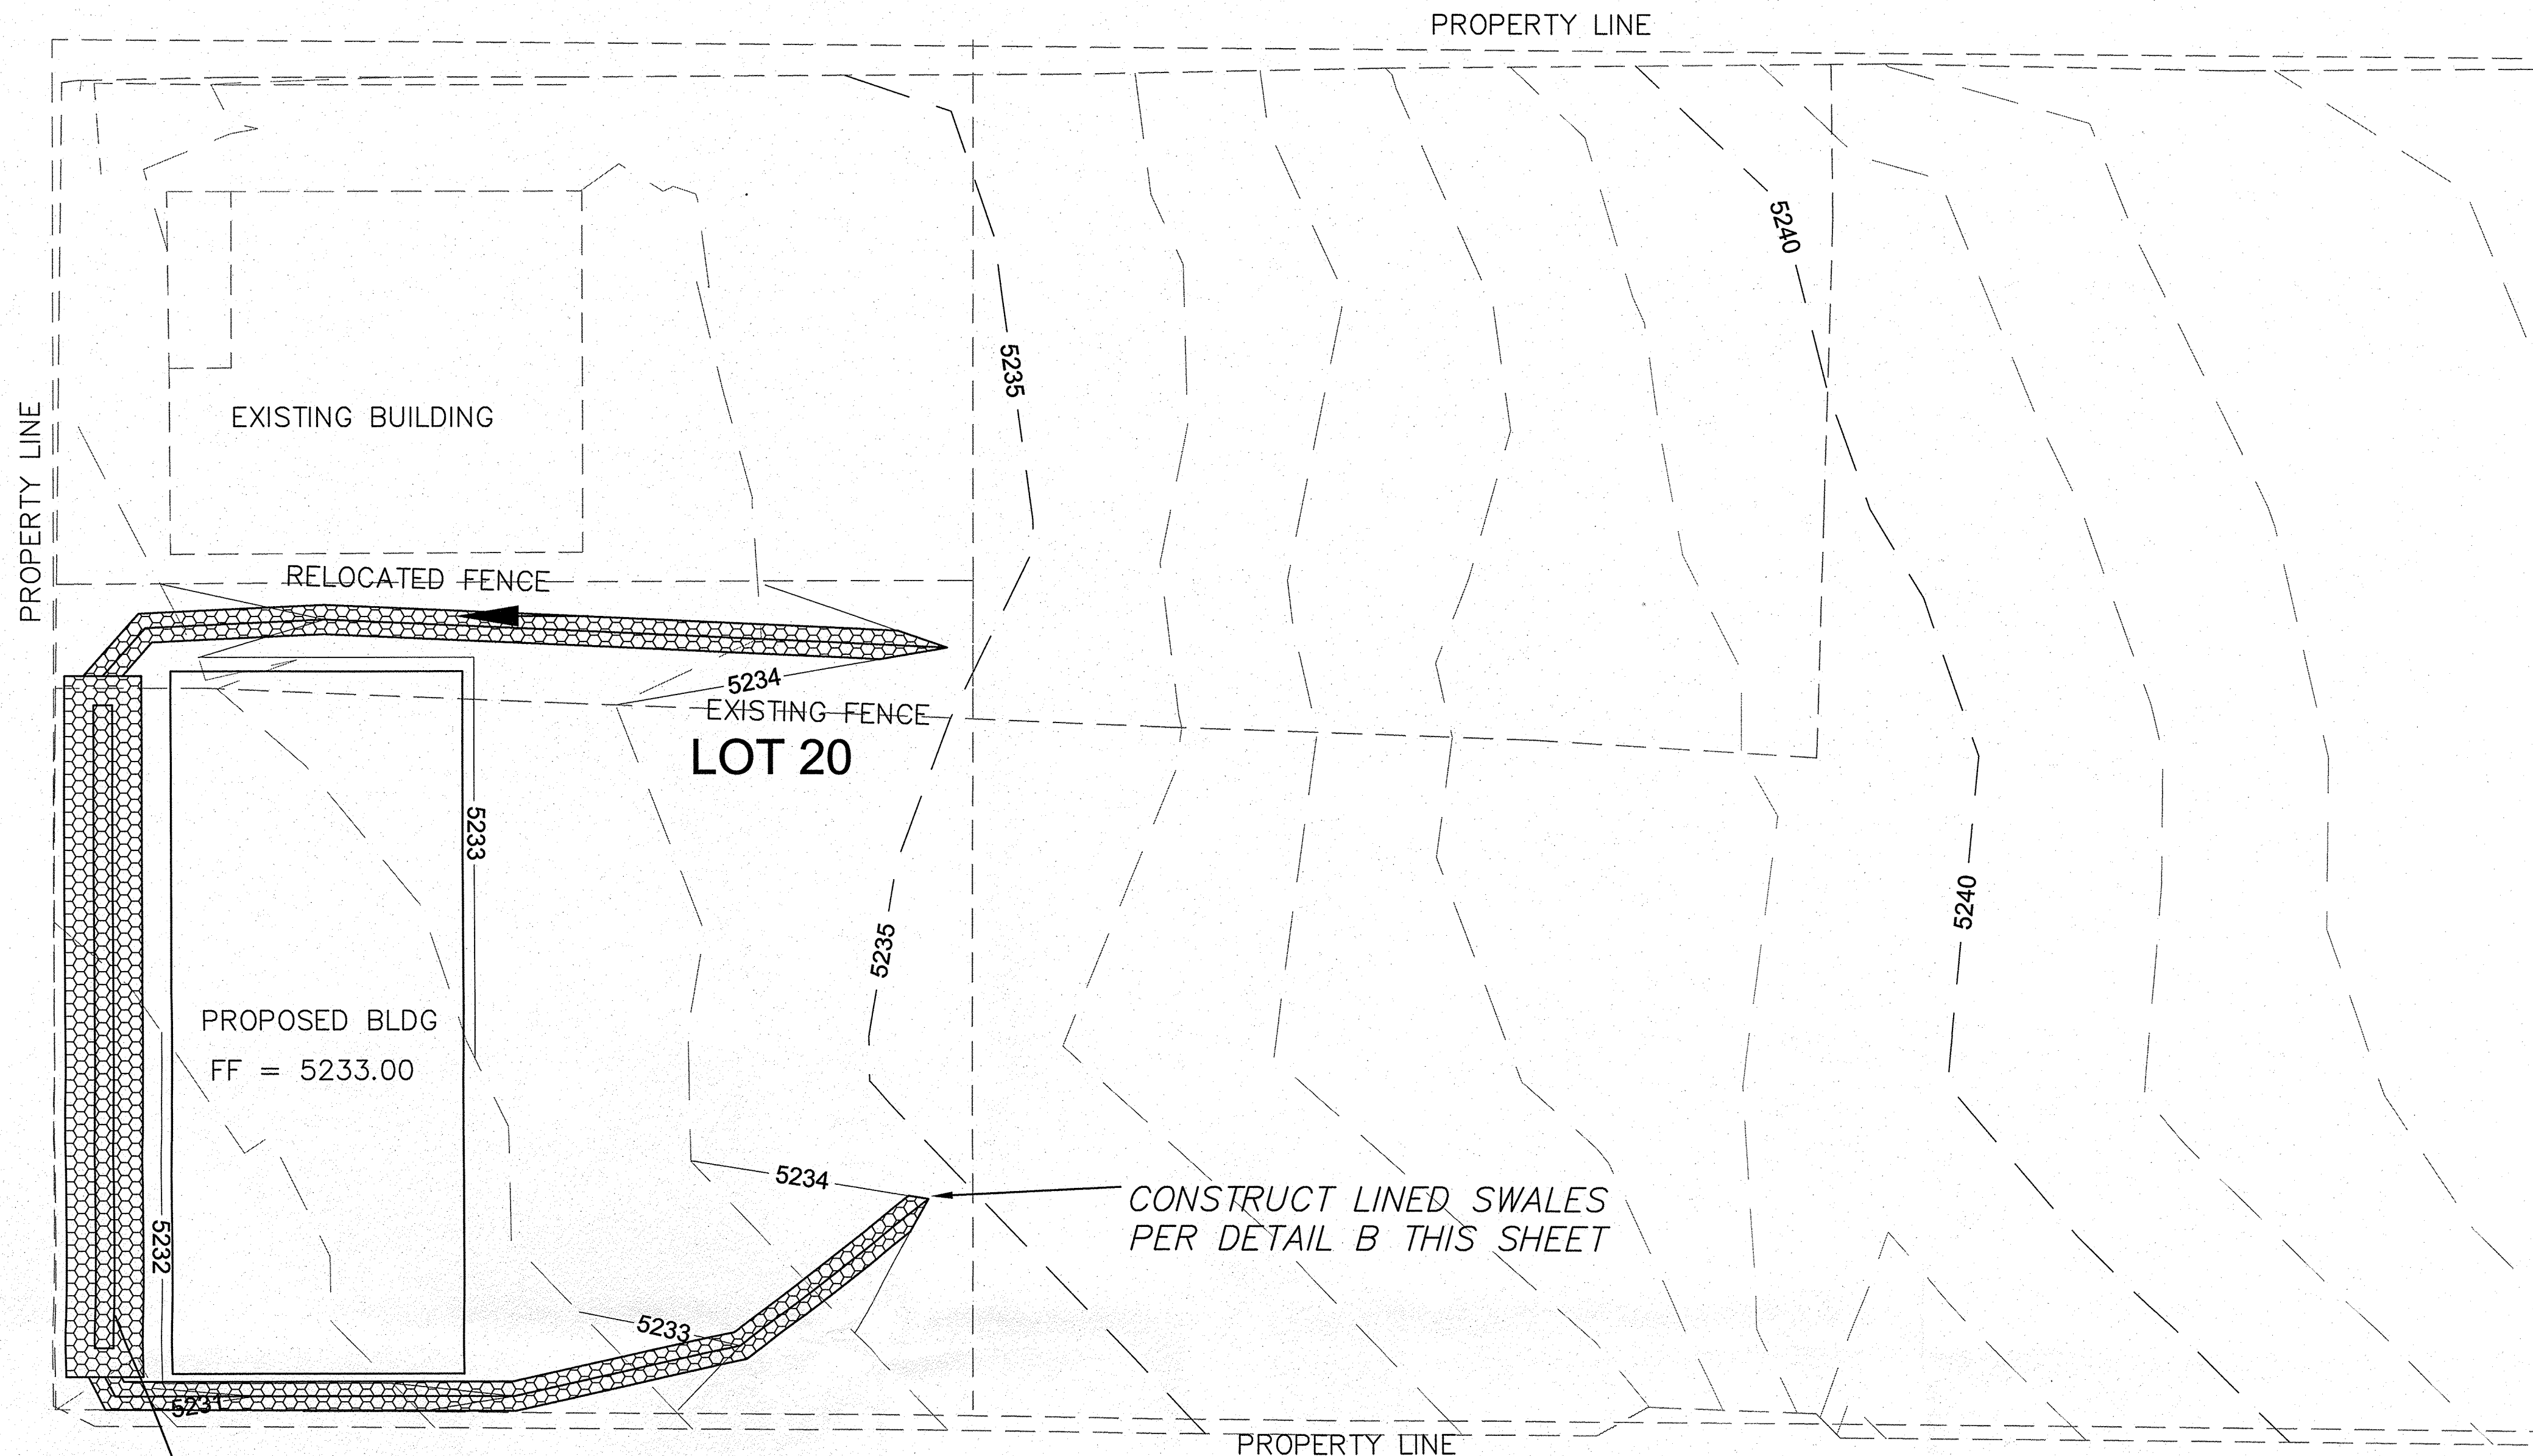 PROPERTY LINE
5240
5235
EXISTING BUILDING
PROPERTY LINE
RELOCATED FENCE
5234
EXISTING FENCE
LOT 20
5233
5240
5235
PROPOSED BLDG
FF = 5233.00
5234
CONSTRUCT LINED SWALES
PER DETAIL B THIS SHEET
5232
5233
5231
PROPERTY LINE